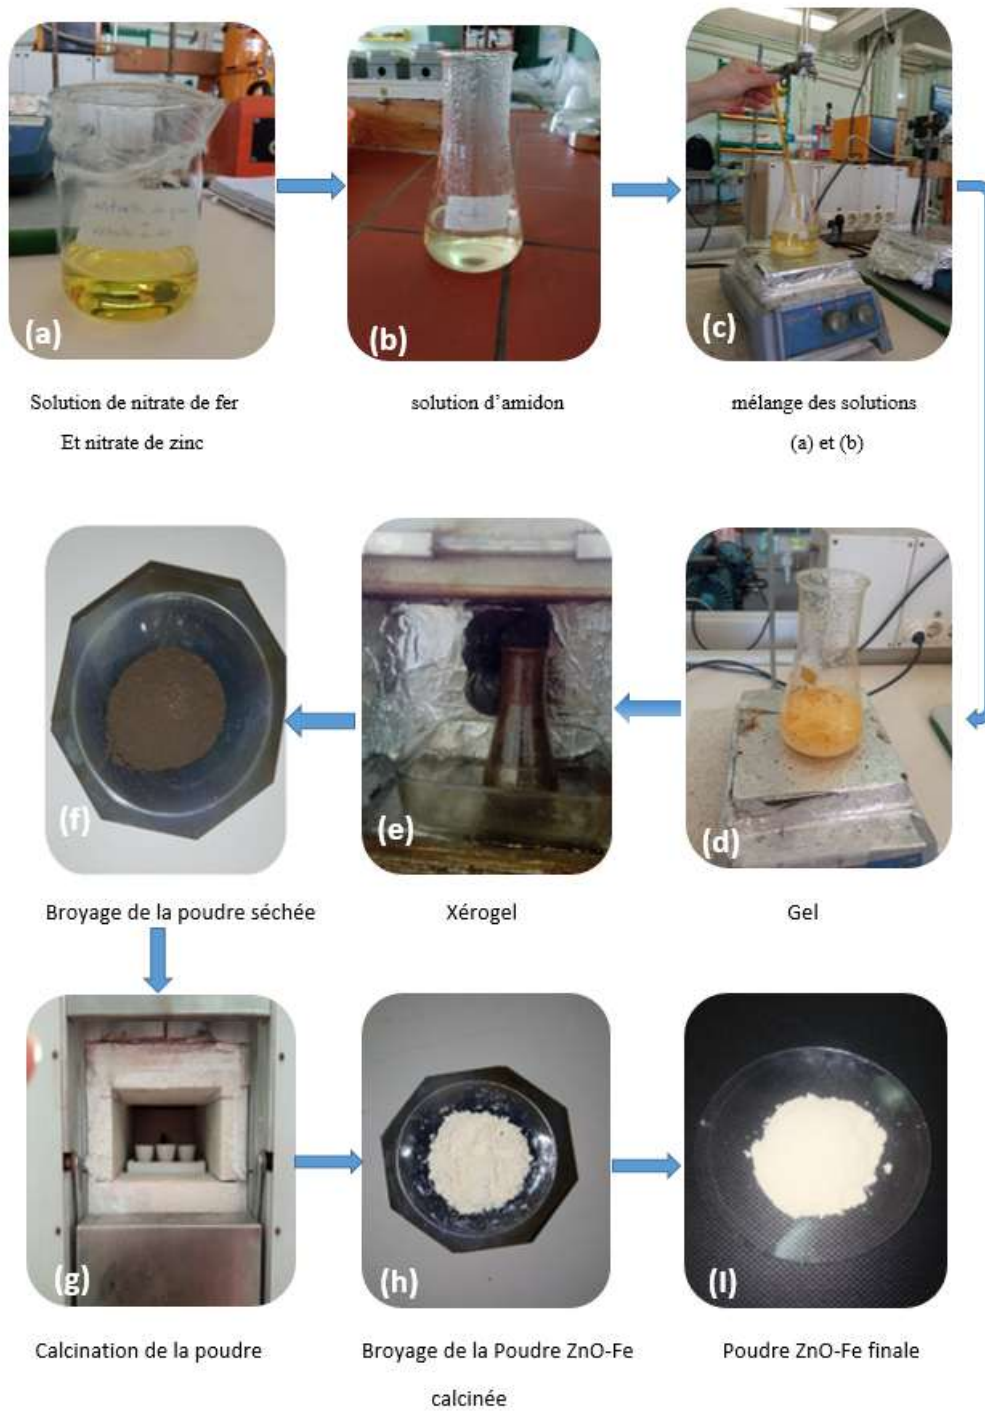 (a)
(b)
(c)
Solution de nitrate de fer
Et nitrate de zinc
solution d’amidon
mélange des solutions
(a) et (b)
(f)
(e)
(d)
Broyage de la poudre séchée
Xérogel
Gel
(g)
(h)
(I)
Calcination de la poudre
Broyage de la Poudre ZnO-Fe
calcinée
Poudre ZnO-Fe finale